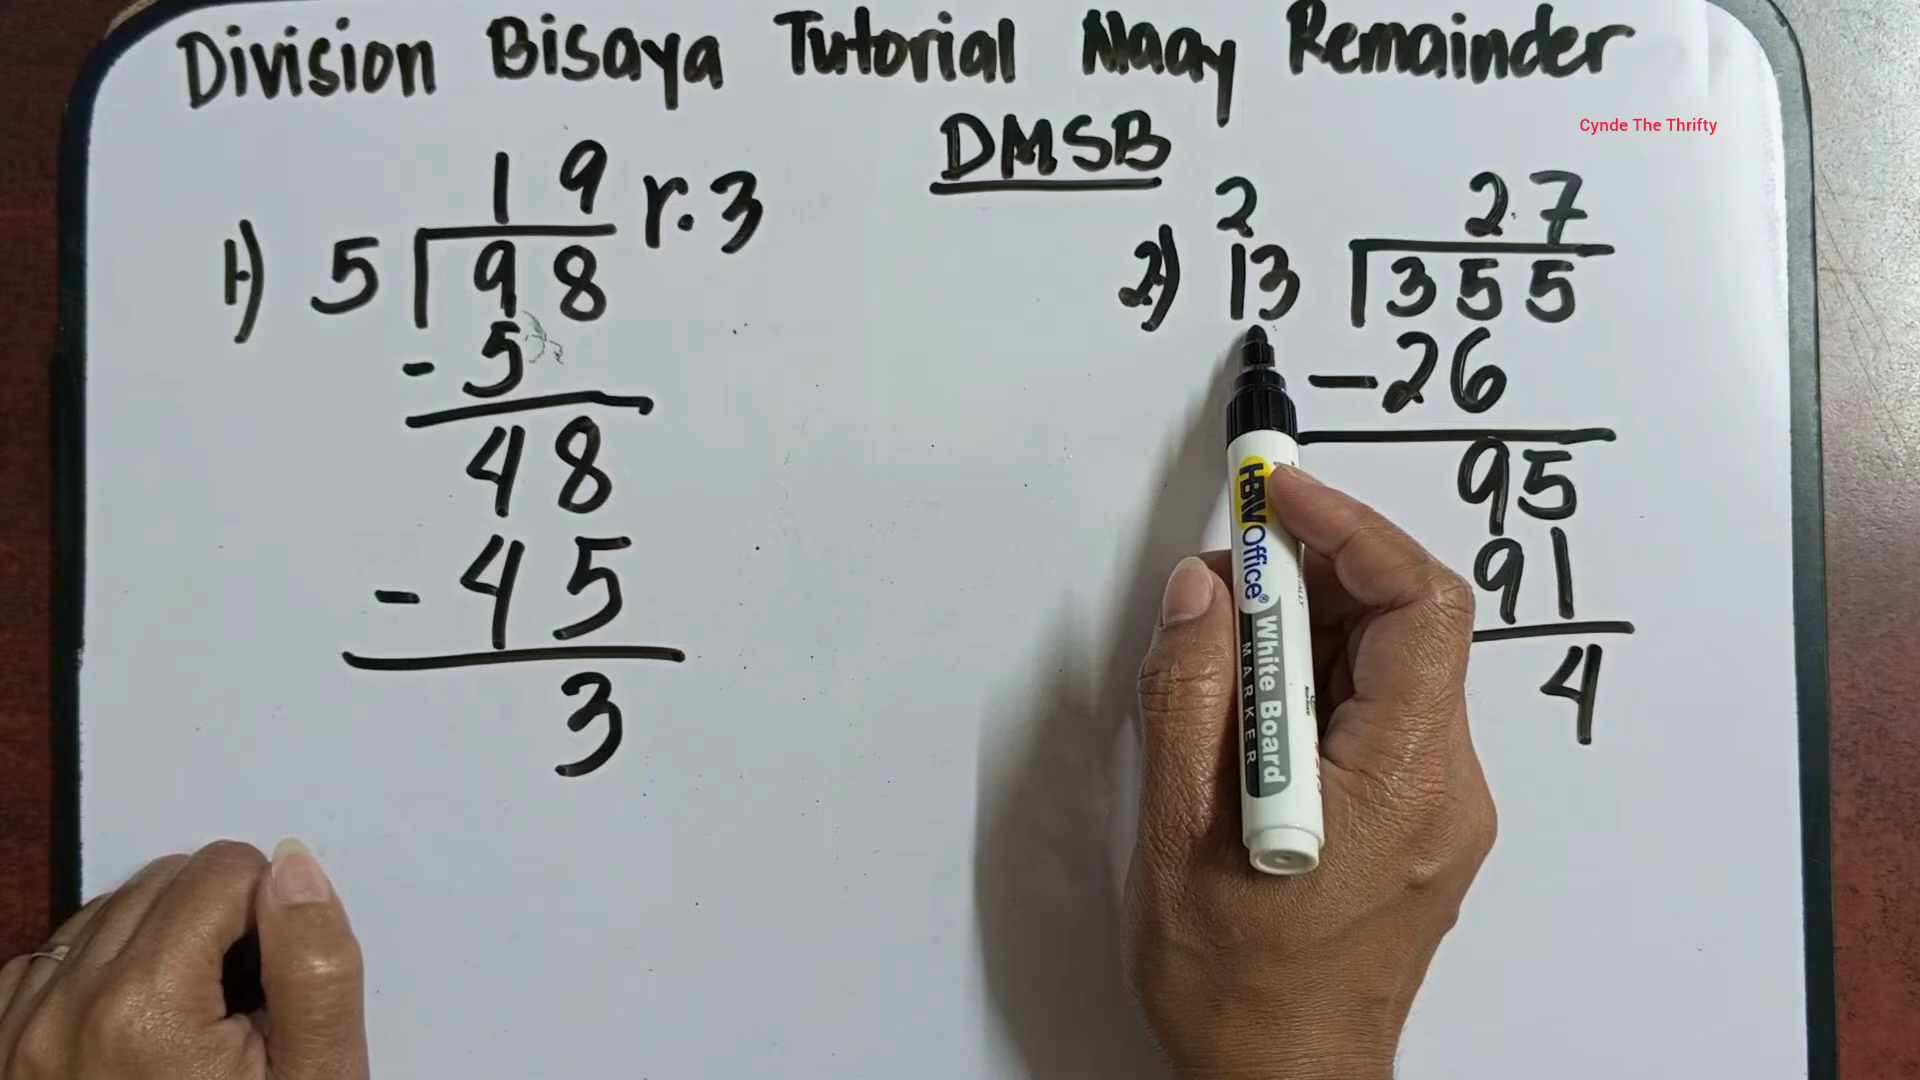 Division Bisaya Tutorial Naay Remainder
DMSB
Cynde The Thrifty
19 r. 3
1) 5 98
- 5
48
- 45
3
2
27
2) 13 355
- 26
95
91
4
HBW Office®
White Board
MARKER